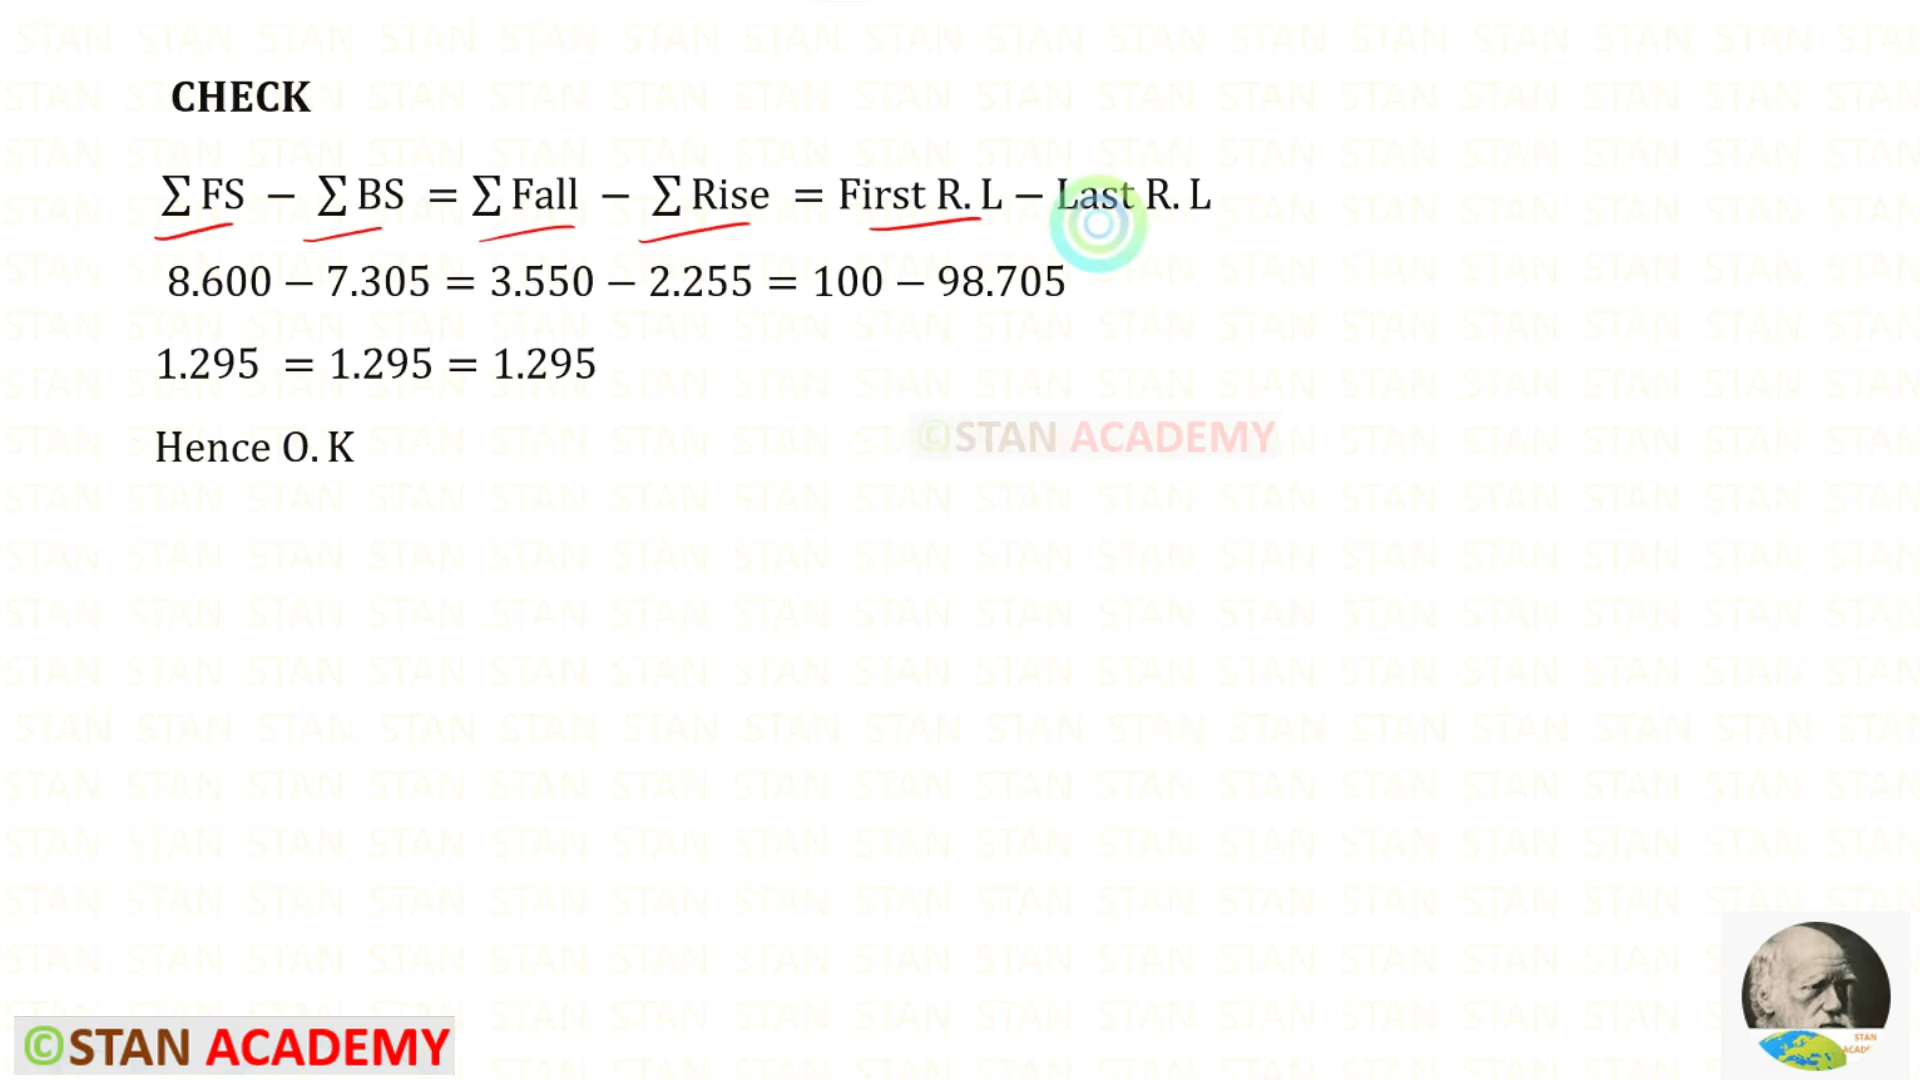 CHECK
∑ FS − ∑ BS = ∑ Fall − ∑ Rise = First R. L − Last R. L
8.600 − 7.305 = 3.550 − 2.255 = 100 − 98.705
1.295 = 1.295 = 1.295
Hence O. K
©STAN ACADEMY
©STAN ACADEMY
STAN